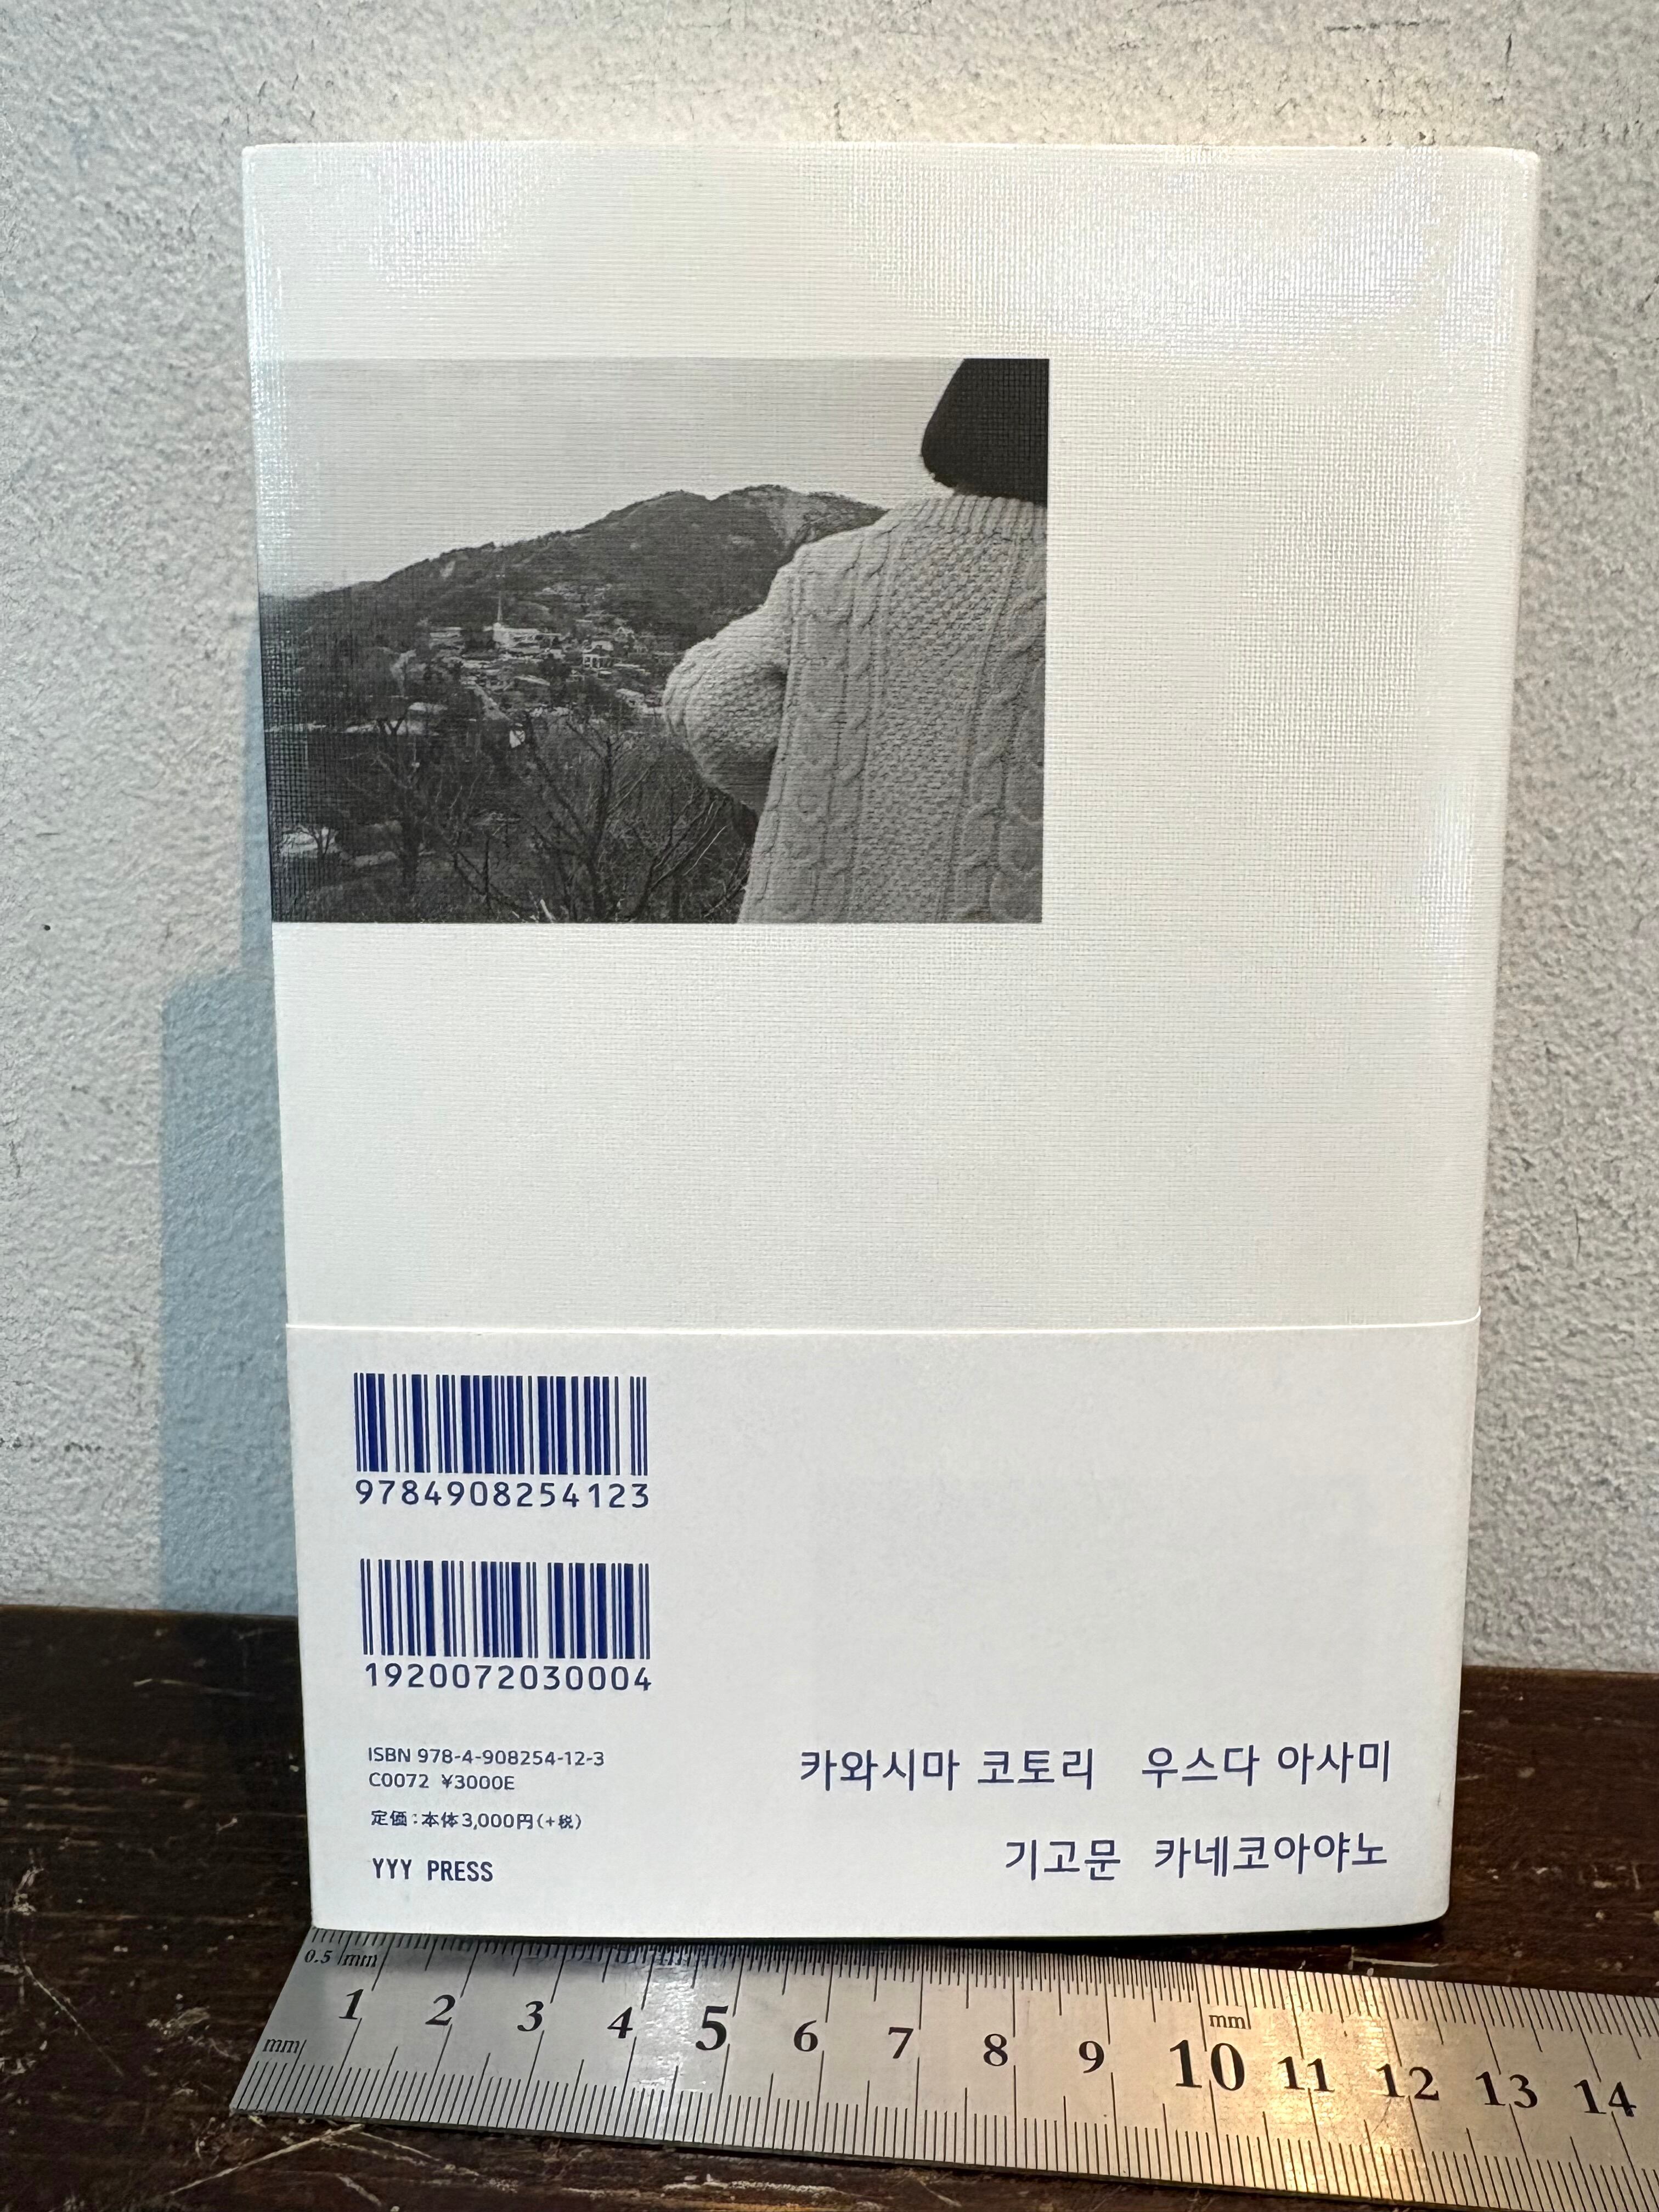 9784908254123
1920072030004
ISBN 978-4-908254-12-3
C0072 ¥3000E
定価：本体3,000円（+税）
YYY PRESS
카와시마 코토리 우스다 아사미
기고문 카네코아야노
0.5 mm
1 2 3 4 5 6 7 8 9 10 11 12 13 14
mm
mm